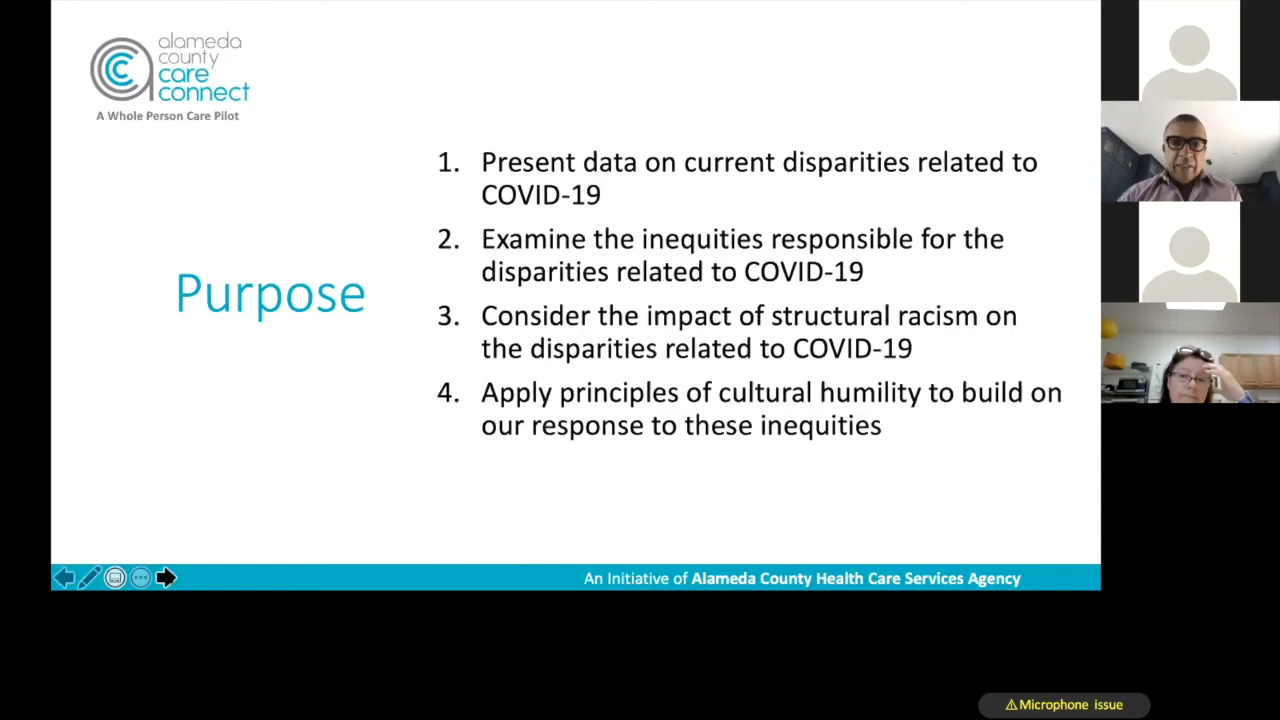 alameda
county
care
connect
A Whole Person Care Pilot
Purpose
1. Present data on current disparities related to
COVID-19
2. Examine the inequities responsible for the
disparities related to COVID-19
3. Consider the impact of structural racism on
the disparities related to COVID-19
4. Apply principles of cultural humility to build on
our response to these inequities
An Initiative of Alameda County Health Care Services Agency
⚠Microphone issue